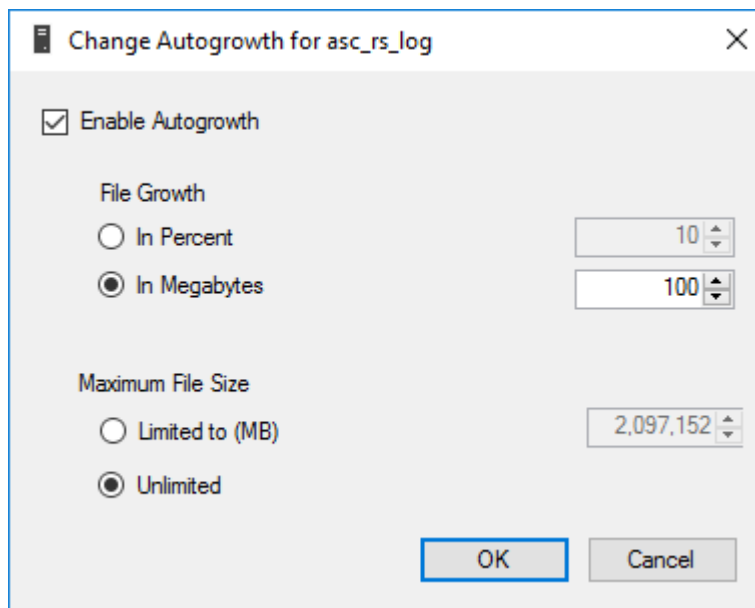 Change Autogrowth for asc_rs_log
Enable Autogrowth
File Growth
In Percent 10
In Megabytes 100
Maximum File Size
Limited to (MB) 2,097,152
Unlimited
OK Cancel